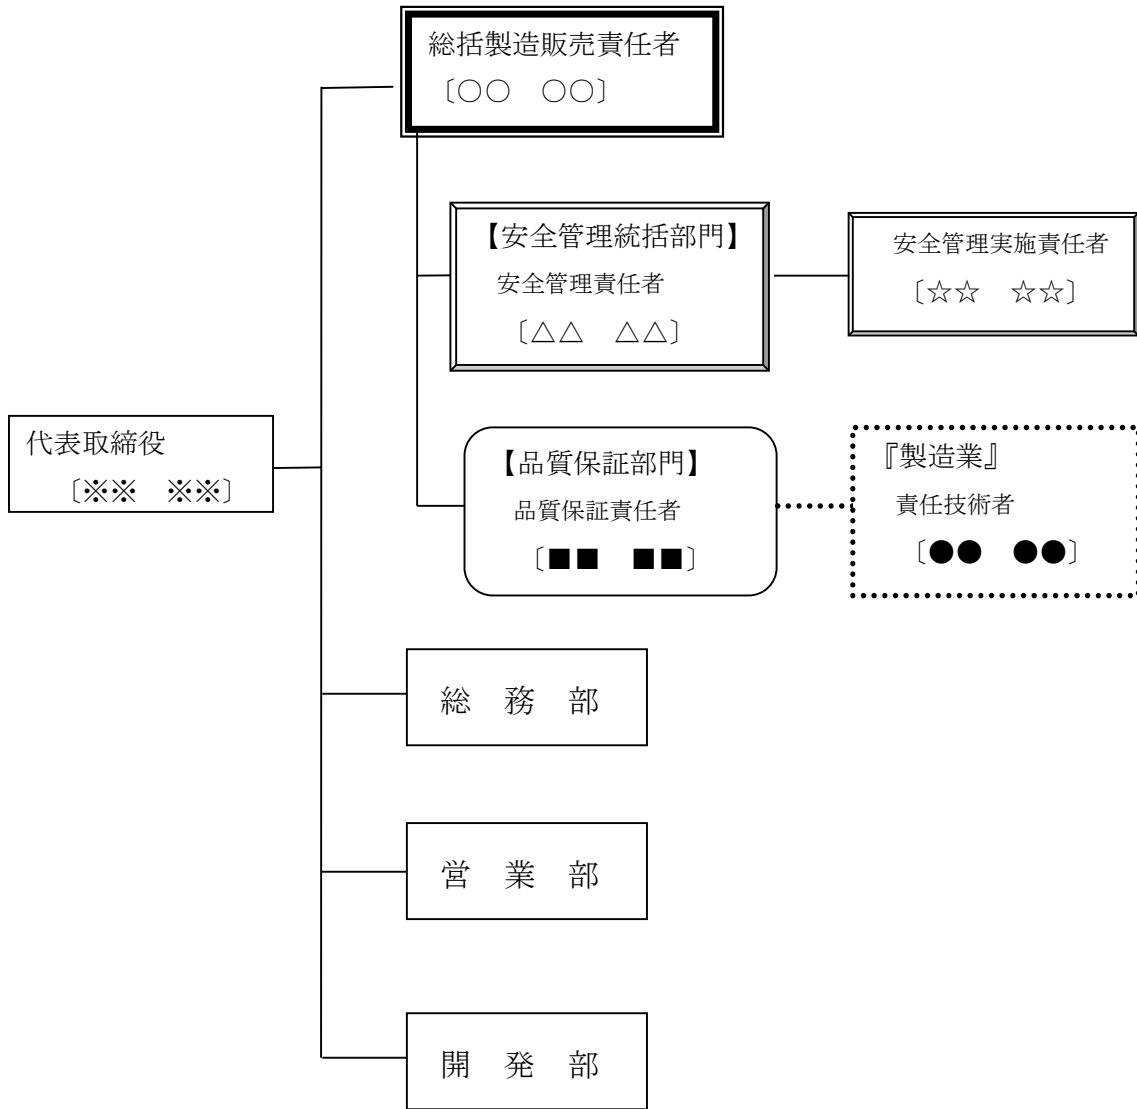 総括製造販売責任者
〔○○　○○〕
【安全管理統括部門】
安全管理責任者
〔△△　△△〕
安全管理実施責任者
〔☆☆　☆☆〕
代表取締役
〔※※　※※〕
【品質保証部門】
品質保証責任者
〔■■　■■〕
『製造業』
責任技術者
〔●●　●●〕
総　務　部
営　業　部
開　発　部